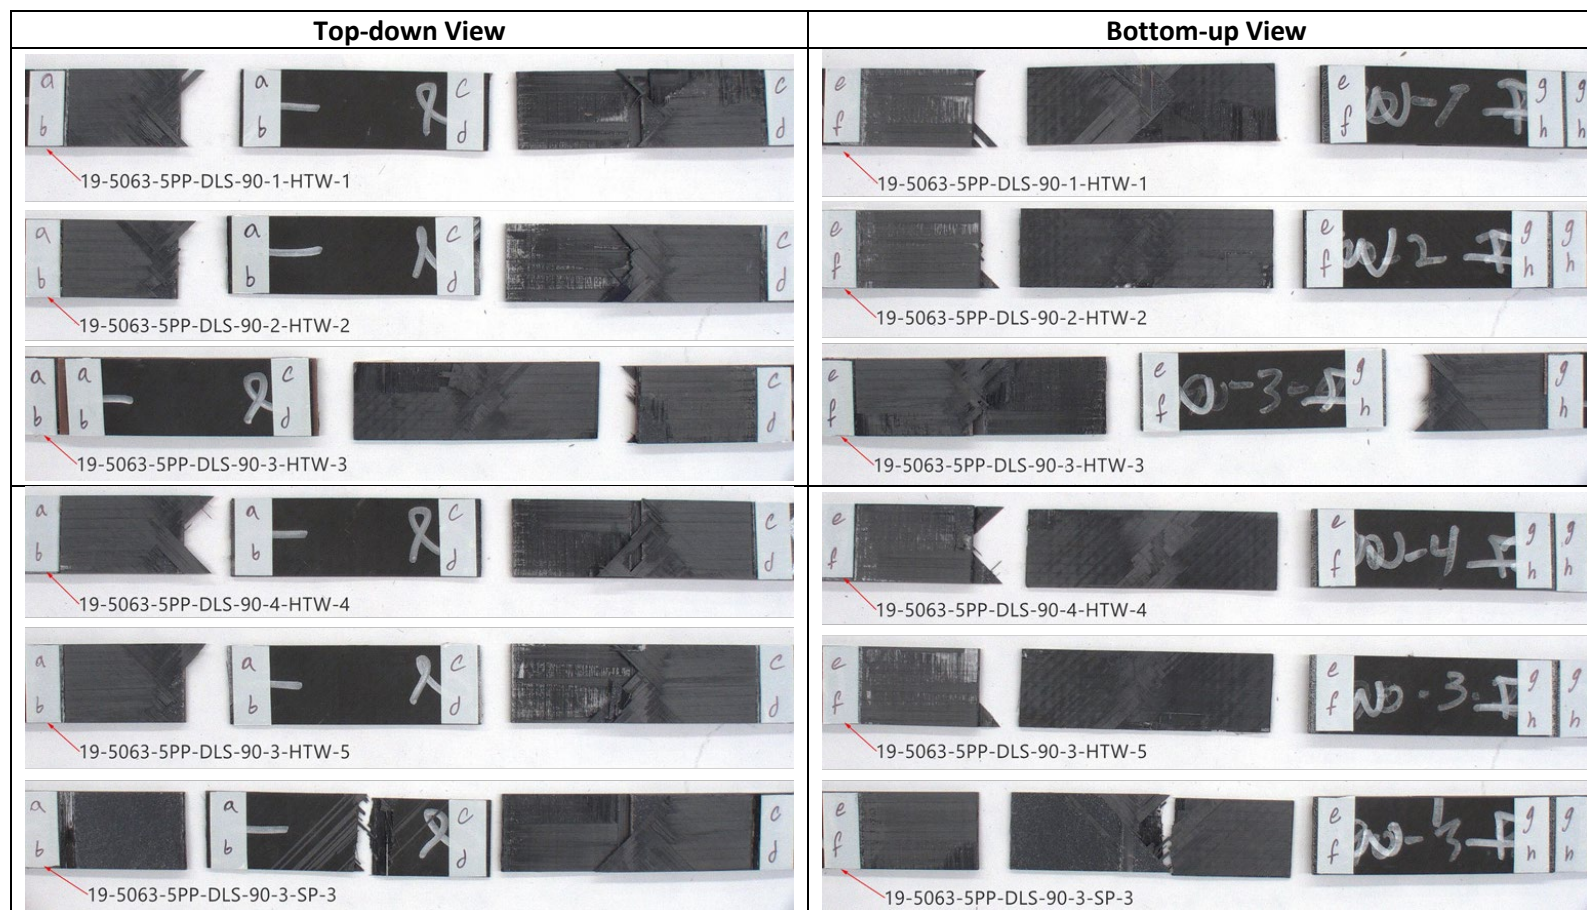 Top-down View
Bottom-up View
a a c c
b b d d
19-5063-5PP-DLS-90-1-HTW-1
e e g g
f f h h
W-1-I
19-5063-5PP-DLS-90-1-HTW-1
a a c c
b b d d
19-5063-5PP-DLS-90-2-HTW-2
e e g g
f f h h
W 2 -I
19-5063-5PP-DLS-90-2-HTW-2
a a c c
b b d d
19-5063-5PP-DLS-90-3-HTW-3
e e g g
f f h h
-3-I
19-5063-5PP-DLS-90-3-HTW-3
a a c c
b b d d
19-5063-5PP-DLS-90-4-HTW-4
e e g g
f f h h
W-4-I
19-5063-5PP-DLS-90-4-HTW-4
a a c c
b b d d
19-5063-5PP-DLS-90-3-HTW-5
e e g g
f f h h
-3-I
19-5063-5PP-DLS-90-3-HTW-5
a a c c
b b d d
19-5063-5PP-DLS-90-3-SP-3
e e g g
f f h h
19-5063-5PP-DLS-90-3-SP-3